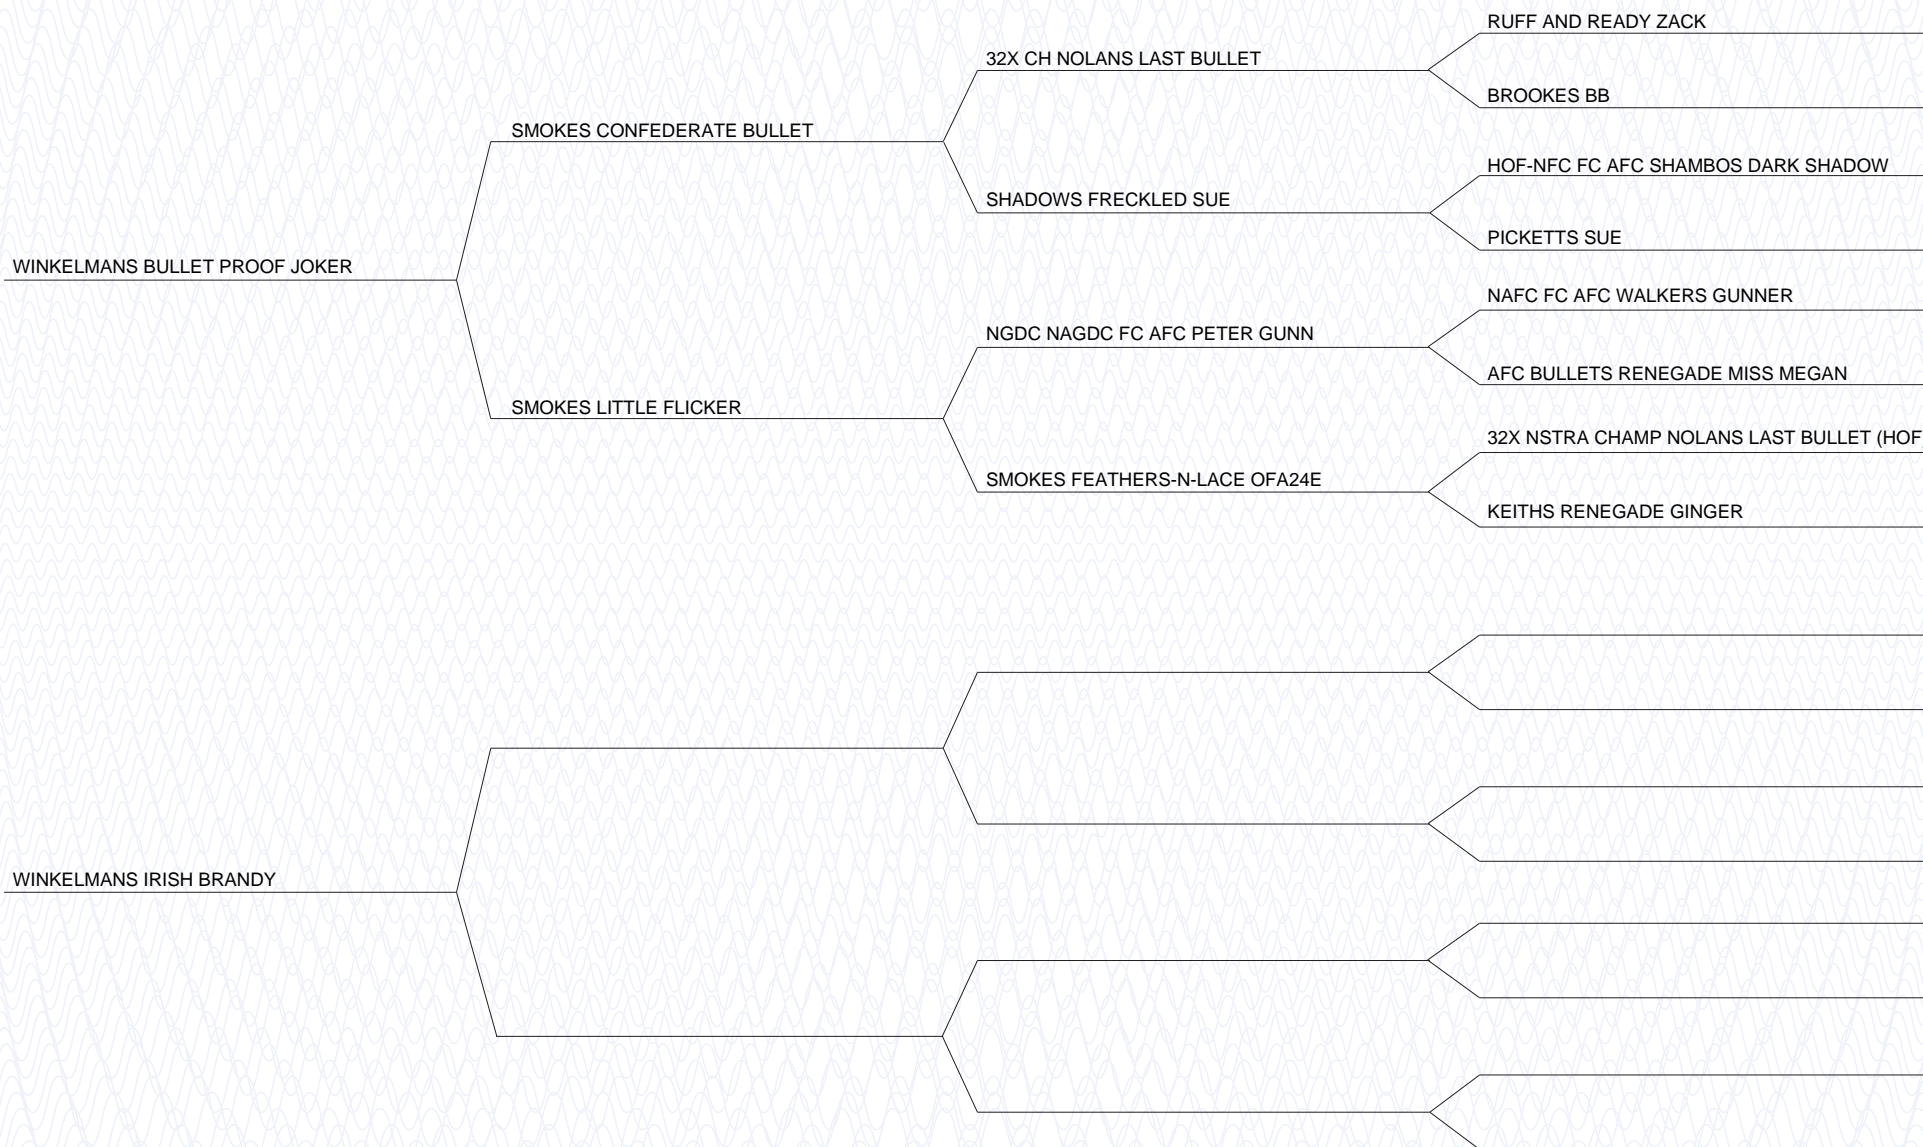 RUFF AND READY ZACK
32X CH NOLANS LAST BULLET
BROOKES BB
SMOKES CONFEDERATE BULLET
HOF-NFC FC AFC SHAMBOS DARK SHADOW
SHADOWS FRECKLED SUE
PICKETTS SUE
WINKELMANS BULLET PROOF JOKER
NAFC FC AFC WALKERS GUNNER
NGDC NAGDC FC AFC PETER GUNN
AFC BULLETS RENEGADE MISS MEGAN
SMOKES LITTLE FLICKER
32X NSTRA CHAMP NOLANS LAST BULLET (HOF
SMOKES FEATHERS-N-LACE OFA24E
KEITHS RENEGADE GINGER
WINKELMANS IRISH BRANDY